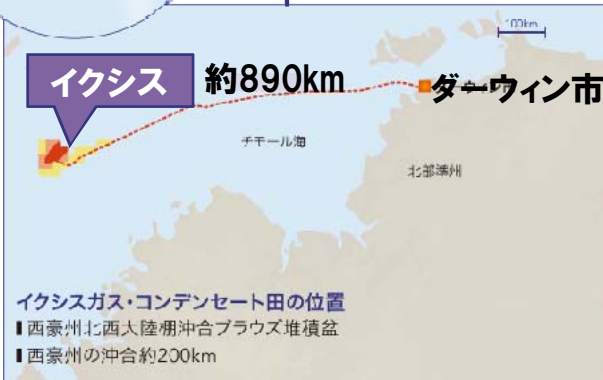 100km
イクシス
約890km
ダーウィン市
チモール海
北部準州
イクシスガス・コンデンセート田の位置
▌西豪州北西大陸棚沖合ブラウズ堆積盆
▌西豪州の沖合約200km